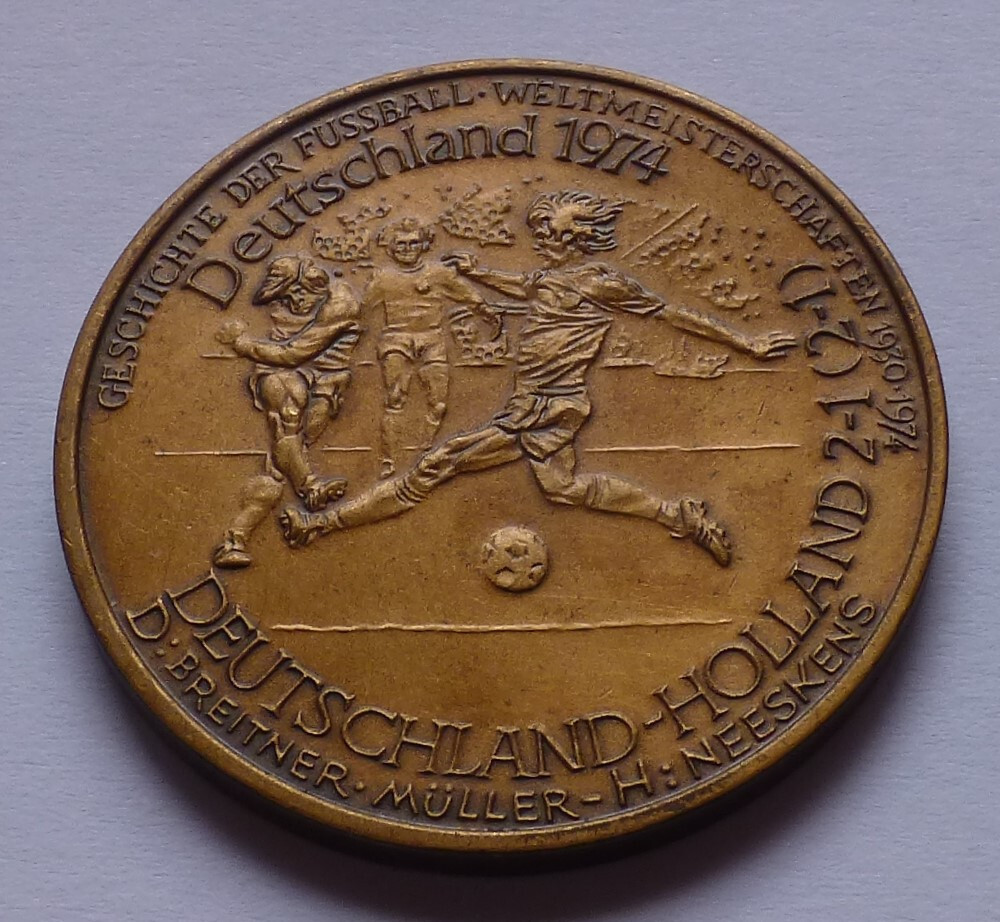 GESCHICHTE DER FUSSBALL · WELTMEISTERSCHAFTEN 1930 · 1974
Deutschland 1974
DEUTSCHLAND-HOLLAND 2-1 (2-1)
D: BREITNER · MÜLLER - H: NEESKENS